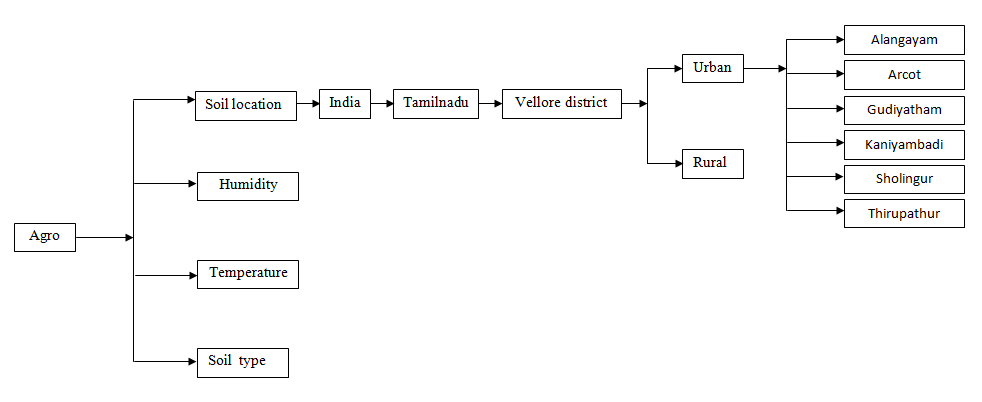 Agro
Soil location
India
Tamilnadu
Vellore district
Urban
Alangayam
Arcot
Gudiyatham
Kaniyambadi
Sholingur
Thirupathur
Rural
Humidity
Temperature
Soil type